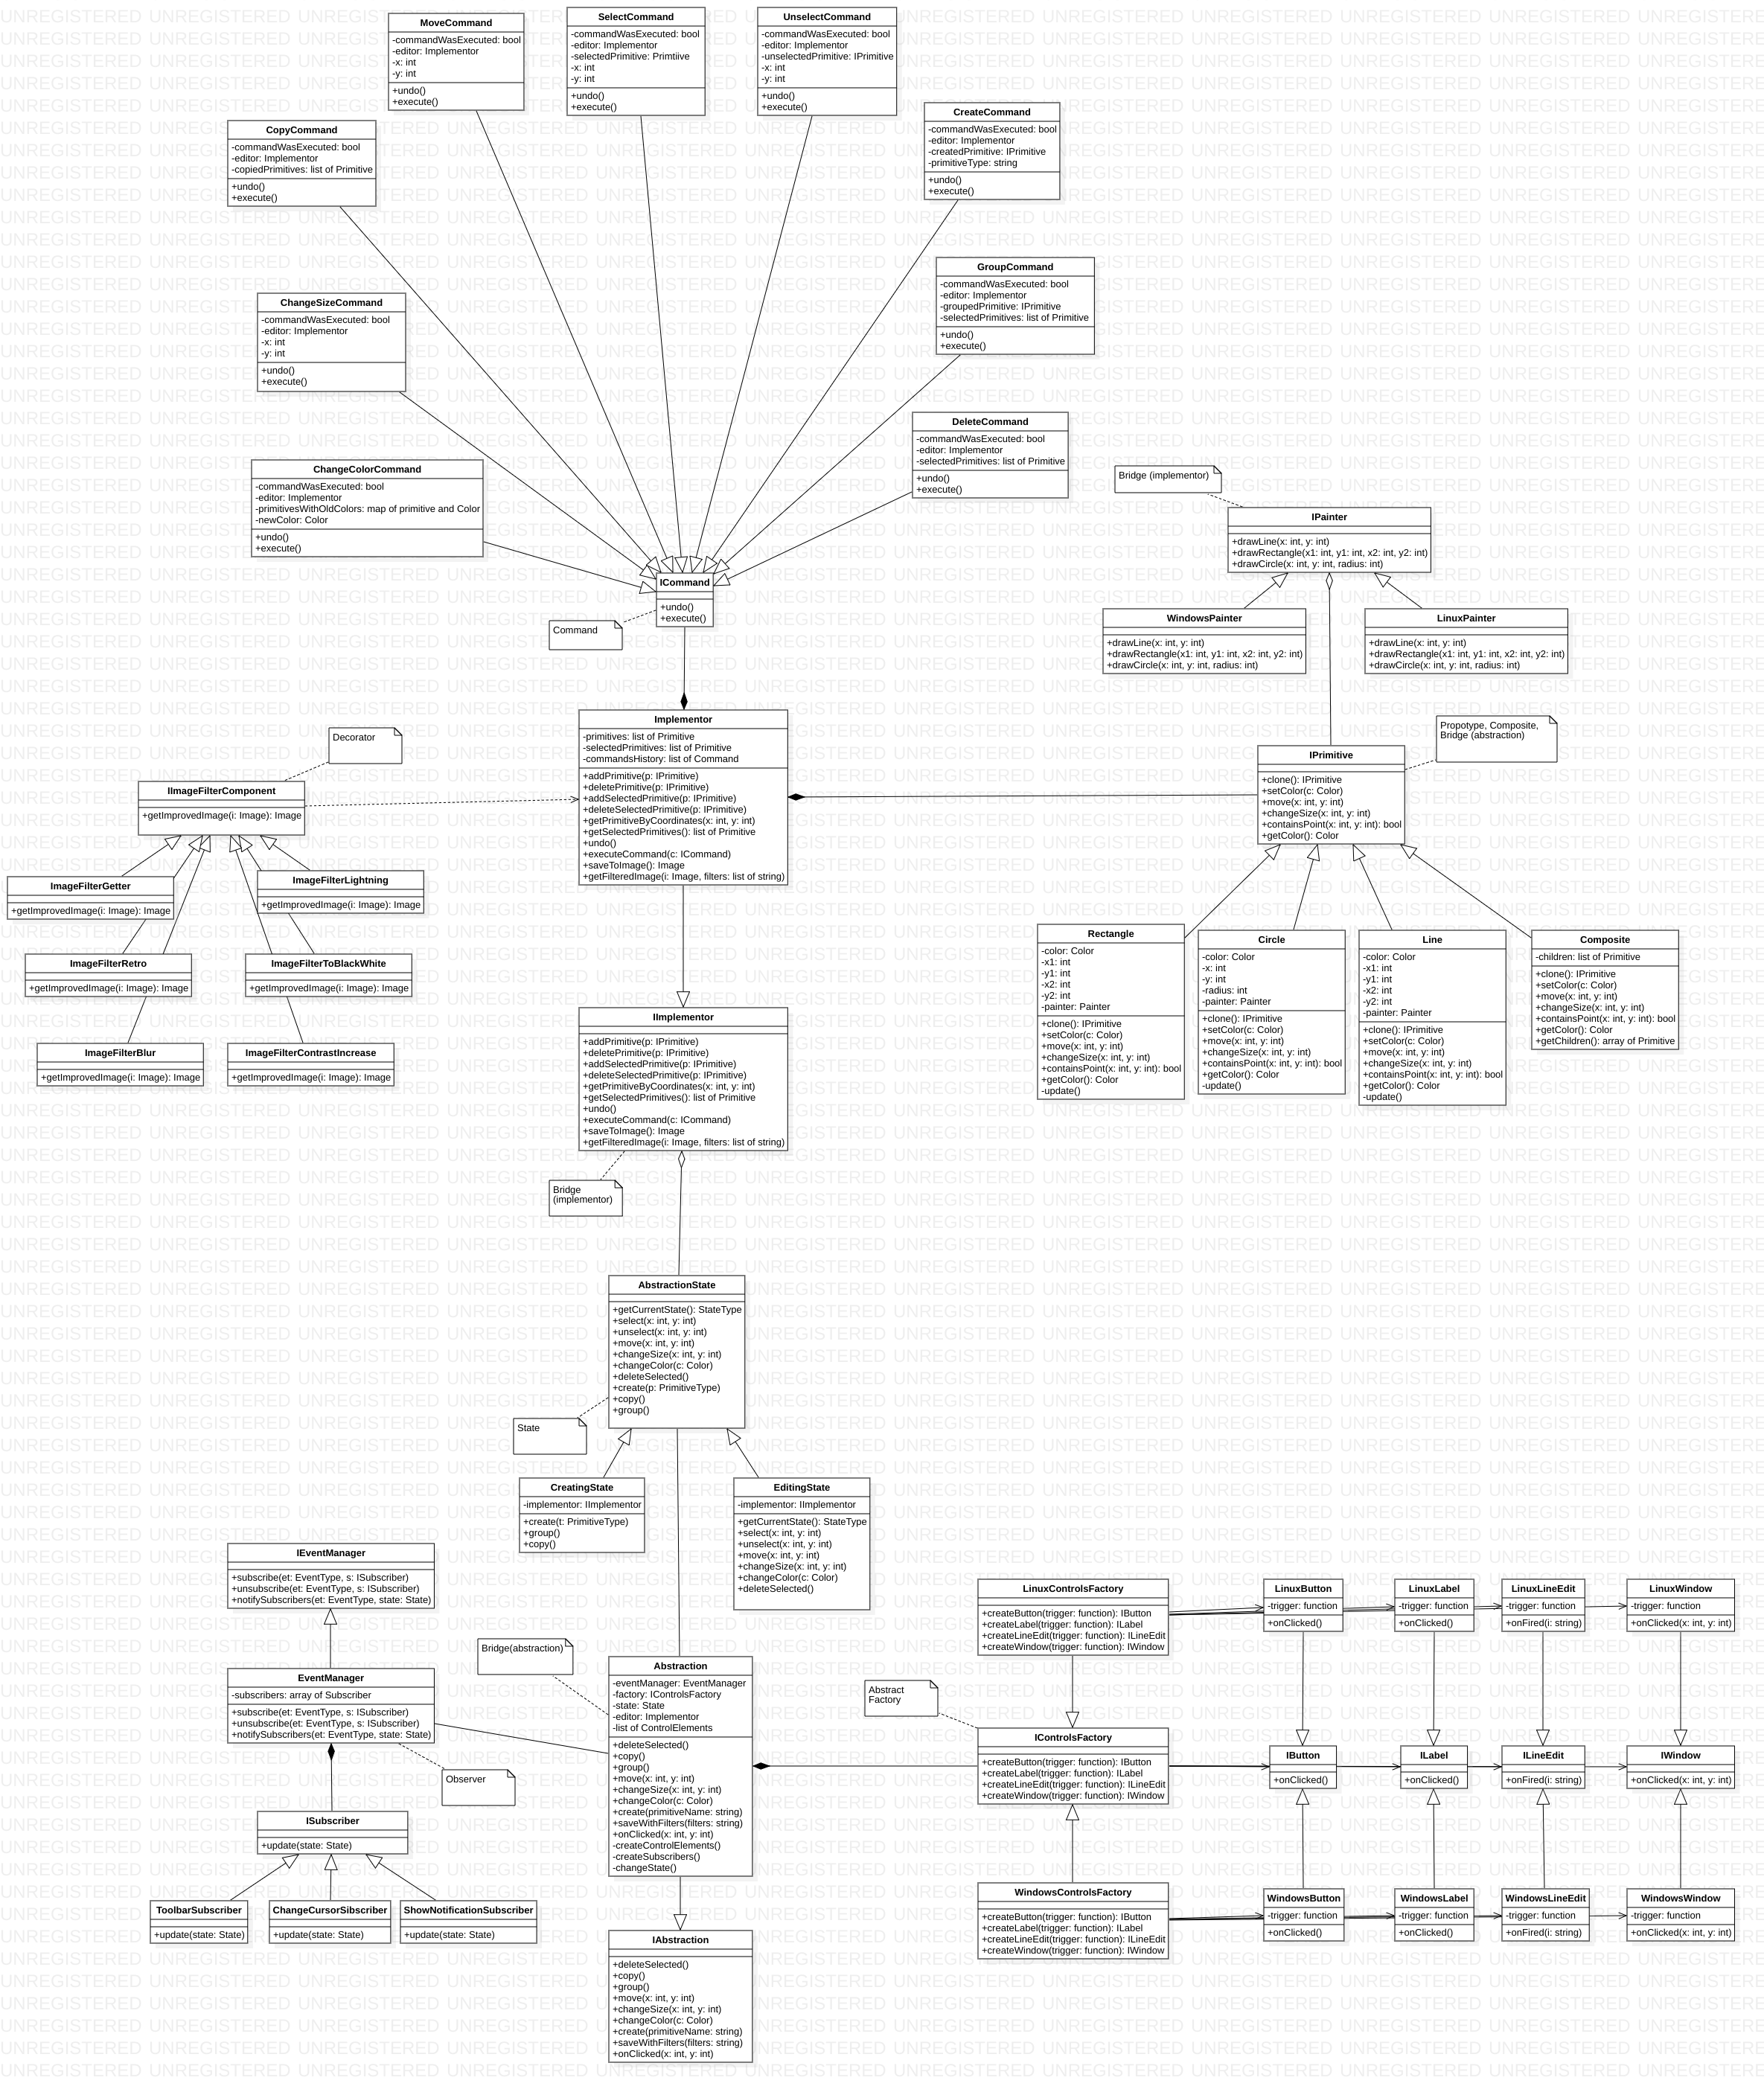 MoveCommand
-commandWasExecuted: bool
-editor: Implementor
-x: int
-y: int
+undo()
+execute()
SelectCommand
-commandWasExecuted: bool
-editor: Implementor
-selectedPrimitive: Primtiive
-x: int
-y: int
+undo()
+execute()
UnselectCommand
-commandWasExecuted: bool
-editor: Implementor
-unselectedPrimitive: IPrimitive
-x: int
-y: int
+undo()
+execute()
CreateCommand
-commandWasExecuted: bool
-editor: Implementor
-createdPrimitive: IPrimitive
-primitiveType: string
+undo()
+execute()
CopyCommand
-commandWasExecuted: bool
-editor: Implementor
-copiedPrimitives: list of Primitive
+undo()
+execute()
GroupCommand
-commandWasExecuted: bool
-editor: Implementor
-groupedPrimitive: IPrimitive
-selectedPrimitives: list of Primitive
+undo()
+execute()
ChangeSizeCommand
-commandWasExecuted: bool
-editor: Implementor
-x: int
-y: int
+undo()
+execute()
DeleteCommand
-commandWasExecuted: bool
-editor: Implementor
-selectedPrimitives: list of Primitive
+undo()
+execute()
ChangeColorCommand
-commandWasExecuted: bool
-editor: Implementor
-primitivesWithOldColors: map of primitive and Color
-newColor: Color
+undo()
+execute()
Bridge (implementor)
IPainter
+drawLine(x: int, y: int)
+drawRectangle(x1: int, y1: int, x2: int, y2: int)
+drawCircle(x: int, y: int, radius: int)
ICommand
+undo()
+execute()
Command
WindowsPainter
+drawLine(x: int, y: int)
+drawRectangle(x1: int, y1: int, x2: int, y2: int)
+drawCircle(x: int, y: int, radius: int)
LinuxPainter
+drawLine(x: int, y: int)
+drawRectangle(x1: int, y1: int, x2: int, y2: int)
+drawCircle(x: int, y: int, radius: int)
Implementor
-primitives: list of Primitive
-selectedPrimitives: list of Primitive
-commandsHistory: list of Command
+addPrimitive(p: IPrimitive)
+deletePrimitive(p: IPrimitive)
+addSelectedPrimitive(p: IPrimitive)
+deleteSelectedPrimitive(p: IPrimitive)
+getPrimitiveByCoordinates(x: int, y: int)
+getSelectedPrimitives(): list of Primitive
+undo()
+executeCommand(c: ICommand)
+saveToImage(): Image
+getFilteredImage(i: Image, filters: list of string)
Propotype, Composite,
Bridge (abstraction)
IPrimitive
+clone(): IPrimitive
+setColor(c: Color)
+move(x: int, y: int)
+changeSize(x: int, y: int)
+containsPoint(x: int, y: int): bool
+getColor(): Color
Decorator
IImageFilterComponent
+getImprovedImage(i: Image): Image
ImageFilterGetter
+getImprovedImage(i: Image): Image
ImageFilterLightning
+getImprovedImage(i: Image): Image
ImageFilterRetro
+getImprovedImage(i: Image): Image
ImageFilterToBlackWhite
+getImprovedImage(i: Image): Image
ImageFilterBlur
+getImprovedImage(i: Image): Image
ImageFilterContrastIncrease
+getImprovedImage(i: Image): Image
Rectangle
-color: Color
-x1: int
-y1: int
-x2: int
-y2: int
-painter: Painter
+clone(): IPrimitive
+setColor(c: Color)
+move(x: int, y: int)
+changeSize(x: int, y: int)
+containsPoint(x: int, y: int): bool
+getColor(): Color
-update()
Circle
-color: Color
-x: int
-y: int
-radius: int
-painter: Painter
+clone(): IPrimitive
+setColor(c: Color)
+move(x: int, y: int)
+changeSize(x: int, y: int)
+containsPoint(x: int, y: int): bool
+getColor(): Color
-update()
Line
-color: Color
-x1: int
-y1: int
-x2: int
-y2: int
-painter: Painter
+clone(): IPrimitive
+setColor(c: Color)
+move(x: int, y: int)
+changeSize(x: int, y: int)
+containsPoint(x: int, y: int): bool
+getColor(): Color
-update()
Composite
-children: list of Primitive
+clone(): IPrimitive
+setColor(c: Color)
+move(x: int, y: int)
+changeSize(x: int, y: int)
+containsPoint(x: int, y: int): bool
+getColor(): Color
+getChildren(): array of Primitive
IImplementor
+addPrimitive(p: IPrimitive)
+deletePrimitive(p: IPrimitive)
+addSelectedPrimitive(p: IPrimitive)
+deleteSelectedPrimitive(p: IPrimitive)
+getPrimitiveByCoordinates(x: int, y: int)
+getSelectedPrimitives(): list of Primitive
+undo()
+executeCommand(c: ICommand)
+saveToImage(): Image
+getFilteredImage(i: Image, filters: list of string)
Bridge
(implementor)
AbstractionState
+getCurrentState(): StateType
+select(x: int, y: int)
+unselect(x: int, y: int)
+move(x: int, y: int)
+changeSize(x: int, y: int)
+changeColor(c: Color)
+deleteSelected()
+create(p: PrimitiveType)
+copy()
+group()
State
CreatingState
-implementor: IImplementor
+create(t: PrimitiveType)
+group()
+copy()
EditingState
-implementor: IImplementor
+getCurrentState(): StateType
+select(x: int, y: int)
+unselect(x: int, y: int)
+move(x: int, y: int)
+changeSize(x: int, y: int)
+changeColor(c: Color)
+deleteSelected()
IEventManager
+subscribe(et: EventType, s: ISubscriber)
+unsubscribe(et: EventType, s: ISubscriber)
+notifySubscribers(et: EventType, state: State)
EventManager
-subscribers: array of Subscriber
+subscribe(et: EventType, s: ISubscriber)
+unsubscribe(et: EventType, s: ISubscriber)
+notifySubscribers(et: EventType, state: State)
Observer
ISubscriber
+update(state: State)
ToolbarSubscriber
+update(state: State)
ChangeCursorSibscriber
+update(state: State)
ShowNotificationSubscriber
+update(state: State)
Bridge(abstraction)
Abstraction
-eventManager: EventManager
-factory: IControlsFactory
-state: State
-editor: Implementor
-list of ControlElements
+deleteSelected()
+copy()
+group()
+move(x: int, y: int)
+changeSize(x: int, y: int)
+changeColor(c: Color)
+create(primitiveName: string)
+saveWithFilters(filters: string)
+onClicked(x: int, y: int)
-createControlElements()
-createSubscribers()
-changeState()
IAbstraction
+deleteSelected()
+copy()
+group()
+move(x: int, y: int)
+changeSize(x: int, y: int)
+changeColor(c: Color)
+create(primitiveName: string)
+saveWithFilters(filters: string)
+onClicked(x: int, y: int)
LinuxControlsFactory
+createButton(trigger: function): IButton
+createLabel(trigger: function): ILabel
+createLineEdit(trigger: function): ILineEdit
+createWindow(trigger: function): IWindow
LinuxButton
-trigger: function
+onClicked()
LinuxLabel
-trigger: function
+onClicked()
LinuxLineEdit
-trigger: function
+onFired(i: string)
LinuxWindow
-trigger: function
+onClicked(x: int, y: int)
Abstract
Factory
IControlsFactory
+createButton(trigger: function): IButton
+createLabel(trigger: function): ILabel
+createLineEdit(trigger: function): ILineEdit
+createWindow(trigger: function): IWindow
IButton
+onClicked()
ILabel
+onClicked()
ILineEdit
+onFired(i: string)
IWindow
+onClicked(x: int, y: int)
WindowsControlsFactory
+createButton(trigger: function): IButton
+createLabel(trigger: function): ILabel
+createLineEdit(trigger: function): ILineEdit
+createWindow(trigger: function): IWindow
WindowsButton
-trigger: function
+onClicked()
WindowsLabel
-trigger: function
+onClicked()
WindowsLineEdit
-trigger: function
+onFired(i: string)
WindowsWindow
-trigger: function
+onClicked(x: int, y: int)